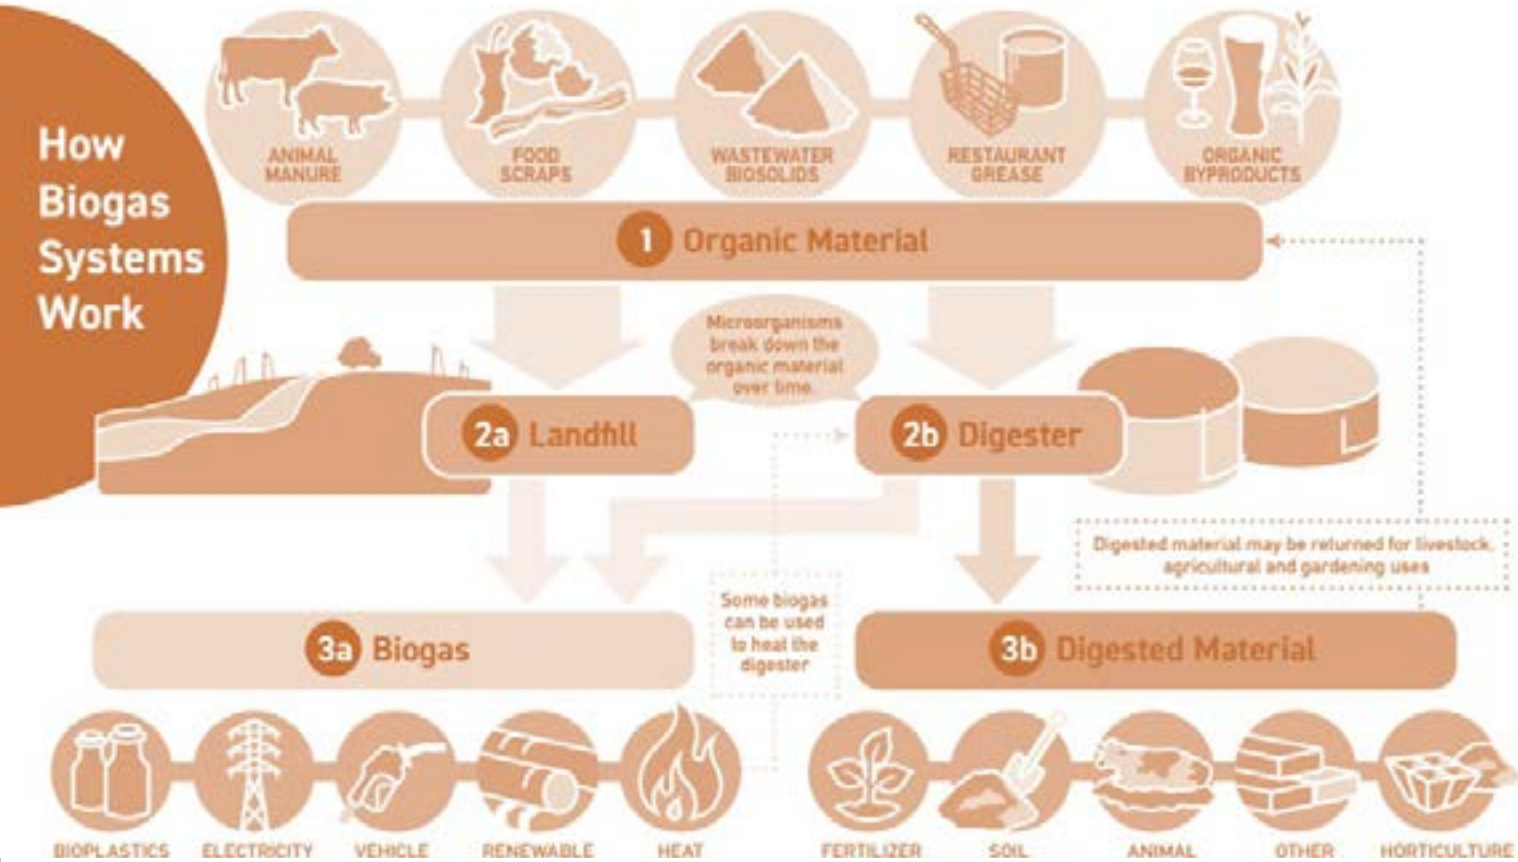 How
Biogas
Systems
Work
ANIMAL
MANURE
FOOD
SCRAPS
WASTEWATER
BIOSOLIDS
RESTAURANT
GREASE
ORGANIC
BYPRODUCTS
1 Organic Material
Microorganisms
break down the
organic material
over time.
2a Landfill
2b Digester
Digested material may be returned for livestock,
agricultural and gardening uses
Some biogas
can be used
to heat the
digester
3a Biogas
3b Digested Material
BIOPLASTICS
ELECTRICITY
VEHICLE
RENEWABLE
HEAT
FERTILIZER
SOIL
ANIMAL
OTHER
HORTICULTURE